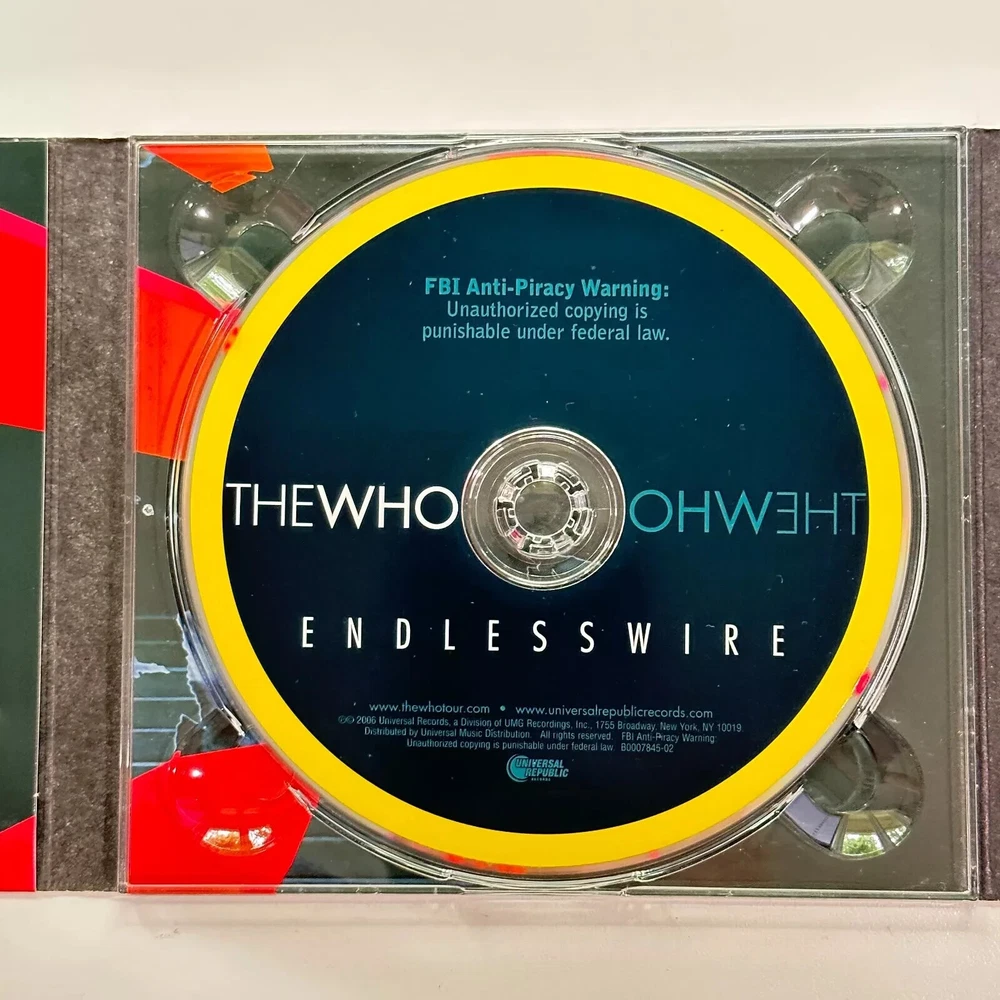 FBI Anti-Piracy Warning:
Unauthorized copying is
punishable under federal law.
THEWHO OHWEHT
ENDLESSWIRE
www.thewhotour.com • www.universalrepublicrecords.com
℗© 2006 Universal Records, a Division of UMG Recordings, Inc., 1755 Broadway, New York, NY 10019.
Distributed by Universal Music Distribution. All rights reserved. FBI Anti-Piracy Warning:
Unauthorized copying is punishable under federal law. B0007845-02
UNIVERSAL
REPUBLIC
RECORDS